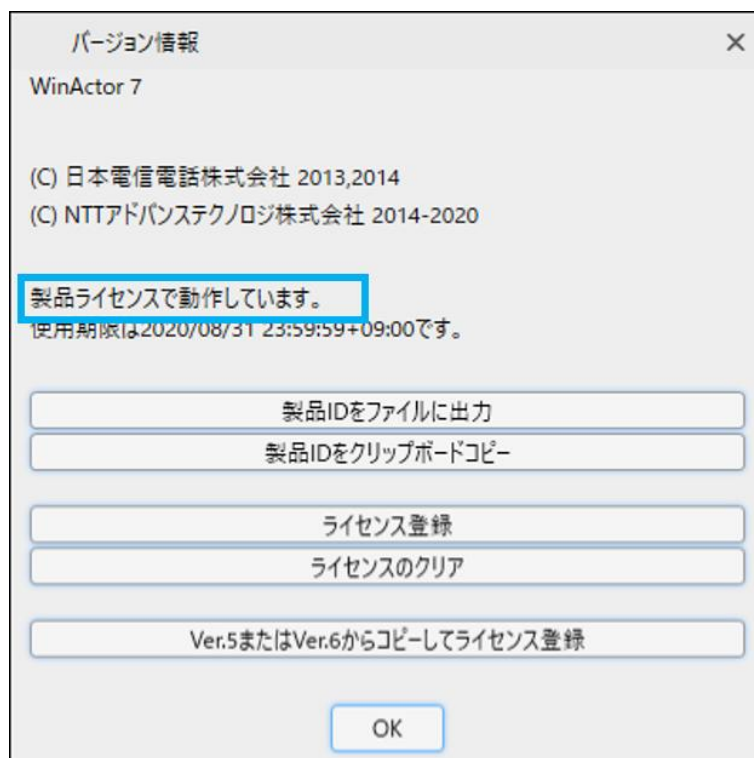 バージョン情報
WinActor 7
(C) 日本電信電話株式会社 2013,2014
(C) NTTアドバンステクノロジ株式会社 2014-2020
製品ライセンスで動作しています。
使用期限は2020/08/31 23:59:59+09:00です。
製品IDをファイルに出力
製品IDをクリップボードコピー
ライセンス登録
ライセンスのクリア
Ver.5またはVer.6からコピーしてライセンス登録
OK